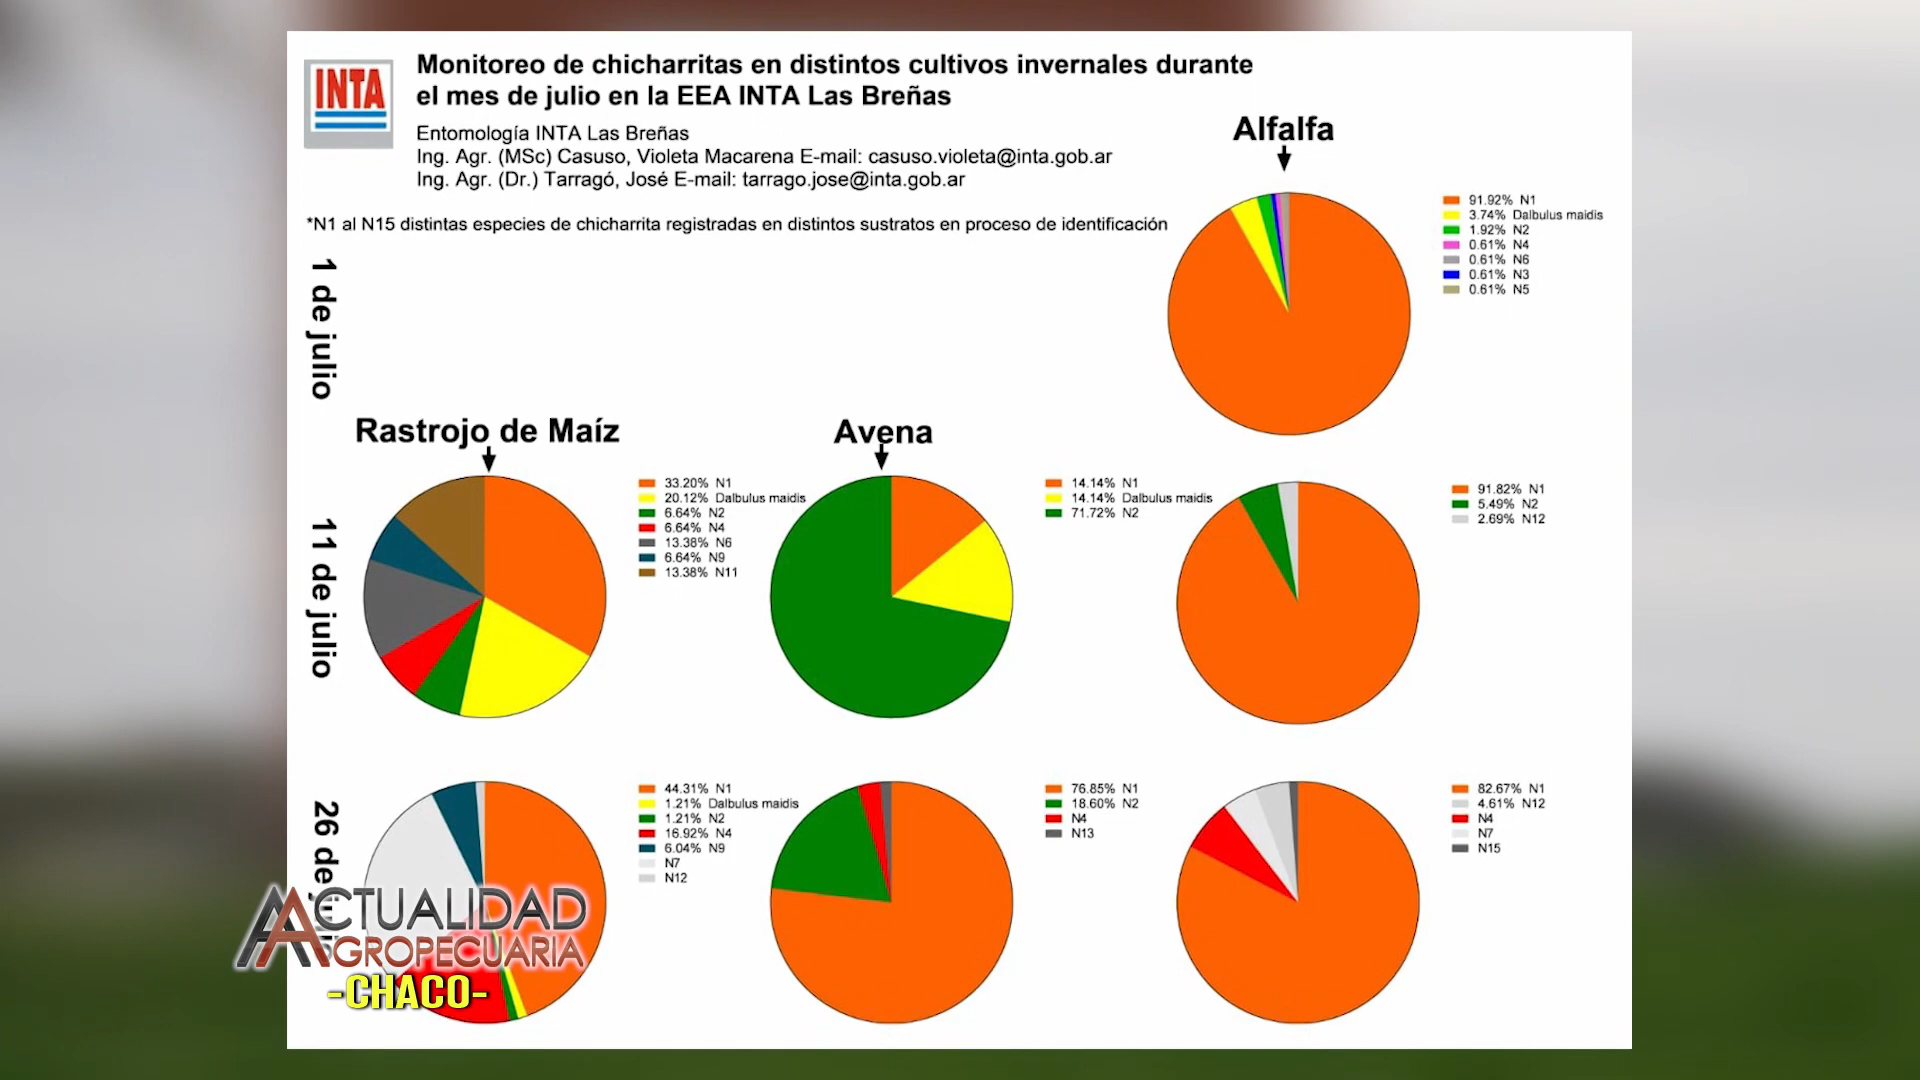 INTA
Monitoreo de chicharritas en distintos cultivos invernales durante
el mes de julio en la EEA INTA Las Breñas
Entomología INTA Las Breñas
Ing. Agr. (MSc) Casuso, Violeta Macarena E-mail: casuso.violeta@inta.gob.ar
Ing. Agr. (Dr.) Tarragó, José E-mail: tarrago.jose@inta.gob.ar
*N1 al N15 distintas especies de chicharrita registradas en distintos sustratos en proceso de identificación
Alfalfa
1 de julio
91.92% N1
3.74% Dalbulus maidis
1.92% N2
0.61% N4
0.61% N6
0.61% N3
0.61% N5
Rastrojo de Maíz
Avena
11 de julio
33.20% N1
20.12% Dalbulus maidis
6.64% N2
6.64% N4
13.38% N6
6.64% N9
13.38% N11
14.14% N1
14.14% Dalbulus maidis
71.72% N2
91.82% N1
5.49% N2
2.69% N12
26 de julio
44.31% N1
1.21% Dalbulus maidis
1.21% N2
16.92% N4
6.04% N9
N7
N12
76.85% N1
18.60% N2
N4
N13
82.67% N1
4.61% N12
N4
N7
N15
ACTUALIDAD
AGROPECUARIA
-CHACO-